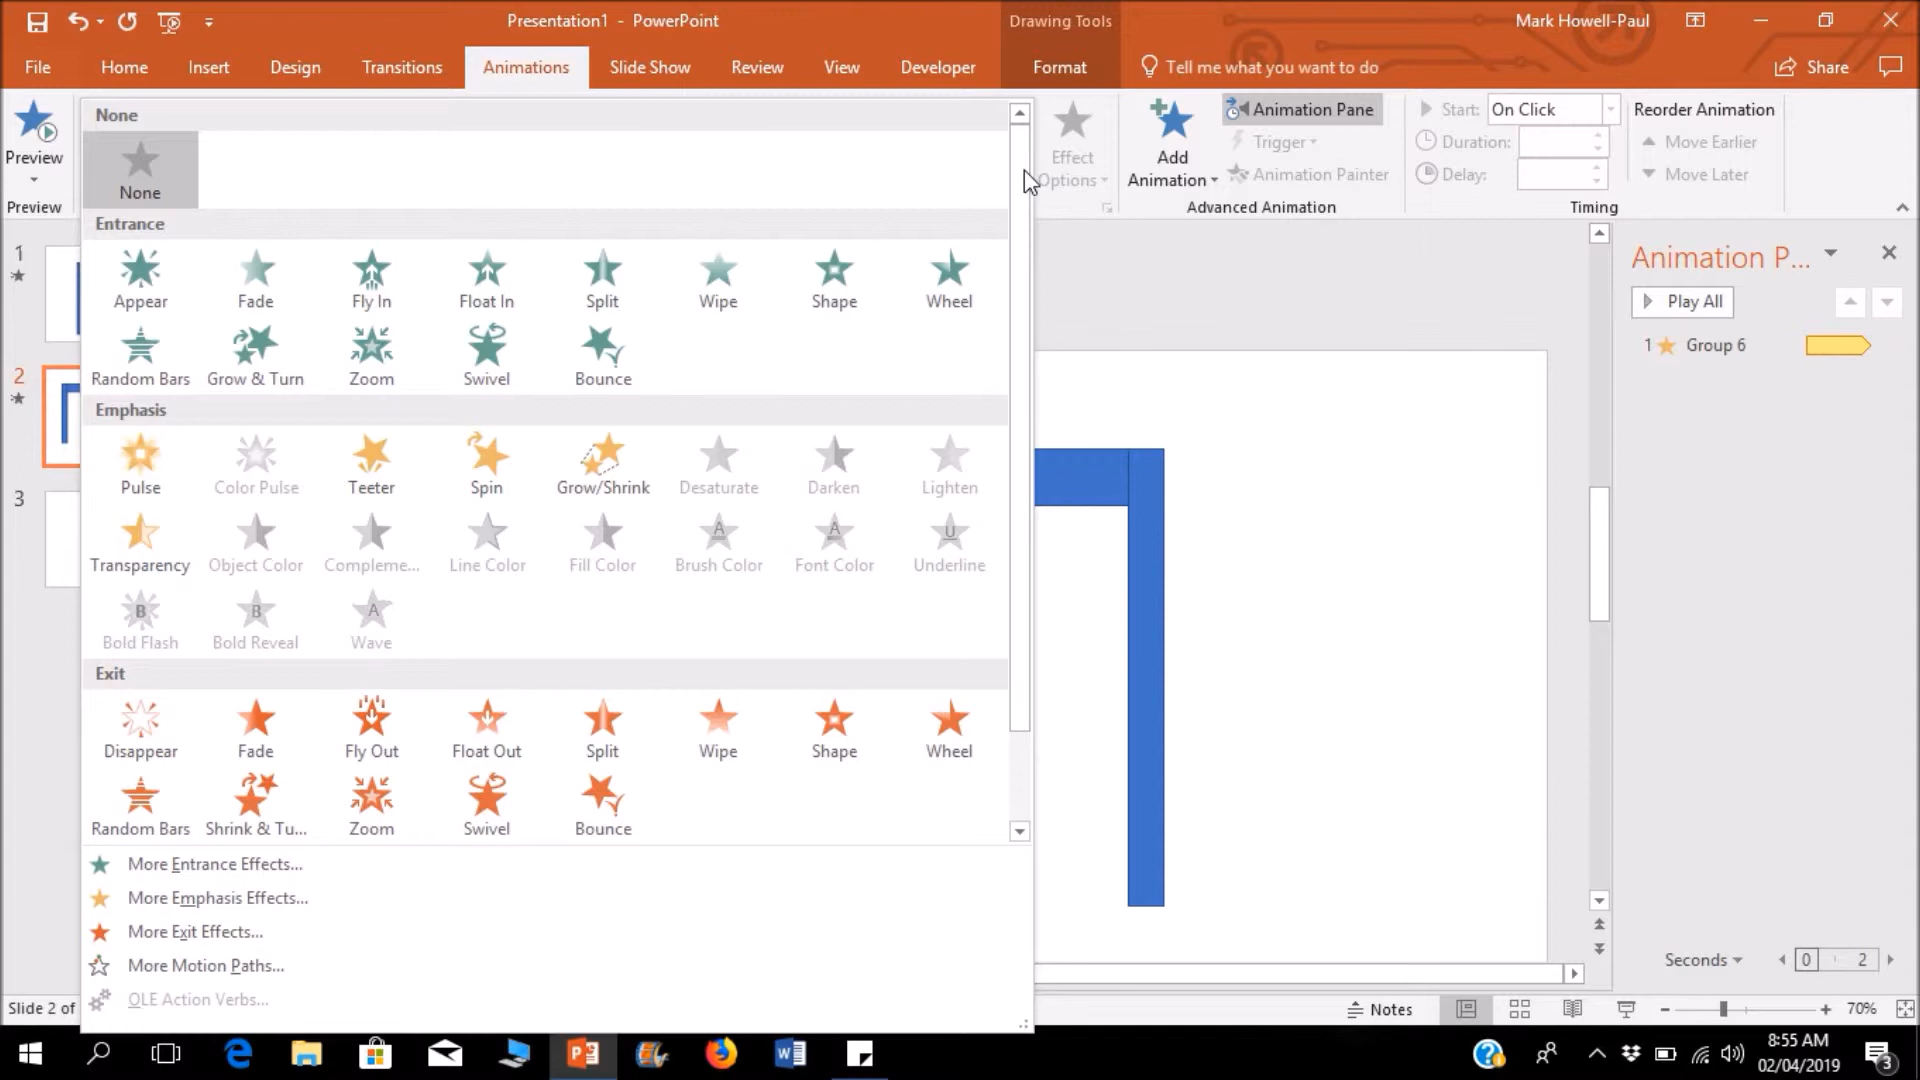 Presentation1 - PowerPoint
Drawing Tools
Mark Howell-Paul
File
Home
Insert
Design
Transitions
Animations
Slide Show
Review
View
Developer
Format
Tell me what you want to do
Share
Preview
Preview
None
None
Entrance
Appear
Fade
Fly In
Float In
Split
Wipe
Shape
Wheel
Random Bars
Grow & Turn
Zoom
Swivel
Bounce
Emphasis
Pulse
Color Pulse
Teeter
Spin
Grow/Shrink
Desaturate
Darken
Lighten
Transparency
Object Color
Compleme...
Line Color
Fill Color
Brush Color
Font Color
Underline
Bold Flash
Bold Reveal
Wave
Exit
Disappear
Fade
Fly Out
Float Out
Split
Wipe
Shape
Wheel
Random Bars
Shrink & Tu...
Zoom
Swivel
Bounce
More Entrance Effects...
More Emphasis Effects...
More Exit Effects...
More Motion Paths...
OLE Action Verbs...
Effect
Options
Add
Animation
Animation Pane
Trigger
Animation Painter
Advanced Animation
Start: On Click
Duration:
Delay:
Timing
Reorder Animation
Move Earlier
Move Later
1
2
3
Animation P...
Play All
1 Group 6
Seconds
0 2
Slide 2 of
Notes
70%
8:55 AM
02/04/2019
3